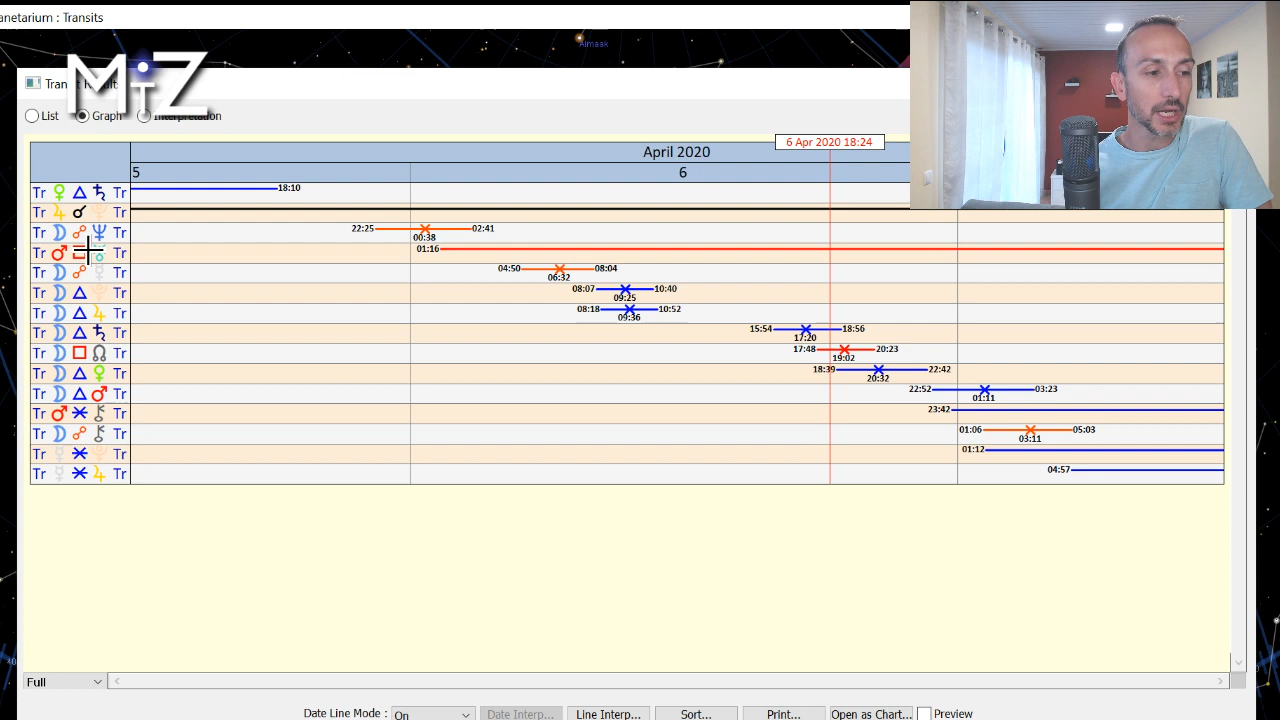 anetarium : Transits
Almaak
MTZ
Transit Results
List Graph Interpretation
6 Apr 2020 18:24
April 2020
5 6
Tr ♀ △ ♄ Tr 18:10
Tr ♃ ☌ ♇ Tr
Tr ☽ ☍ ♆ Tr 22:25 00:38 02:41
Tr ♂ □ ♅ Tr 01:16
Tr ☽ ☍ ☿ Tr 04:50 06:32 08:04
Tr ☽ △ ♇ Tr 08:07 09:25 10:40
Tr ☽ △ ♃ Tr 08:18 09:36 10:52
Tr ☽ △ ♄ Tr 15:54 17:20 18:56
Tr ☽ □ ☊ Tr 17:48 19:02 20:23
Tr ☽ △ ♀ Tr 18:39 20:32 22:42
Tr ☽ △ ♂ Tr 22:52 01:11 03:23
Tr ♂ ⚹ ⚷ Tr 23:42
Tr ☽ ☍ ⚷ Tr 01:06 03:11 05:03
Tr ☿ ⚹ ♇ Tr 01:12
Tr ☿ ⚹ ♃ Tr 04:57
Full
Date Line Mode : On Date Interp... Line Interp... Sort... Print... Open as Chart... Preview